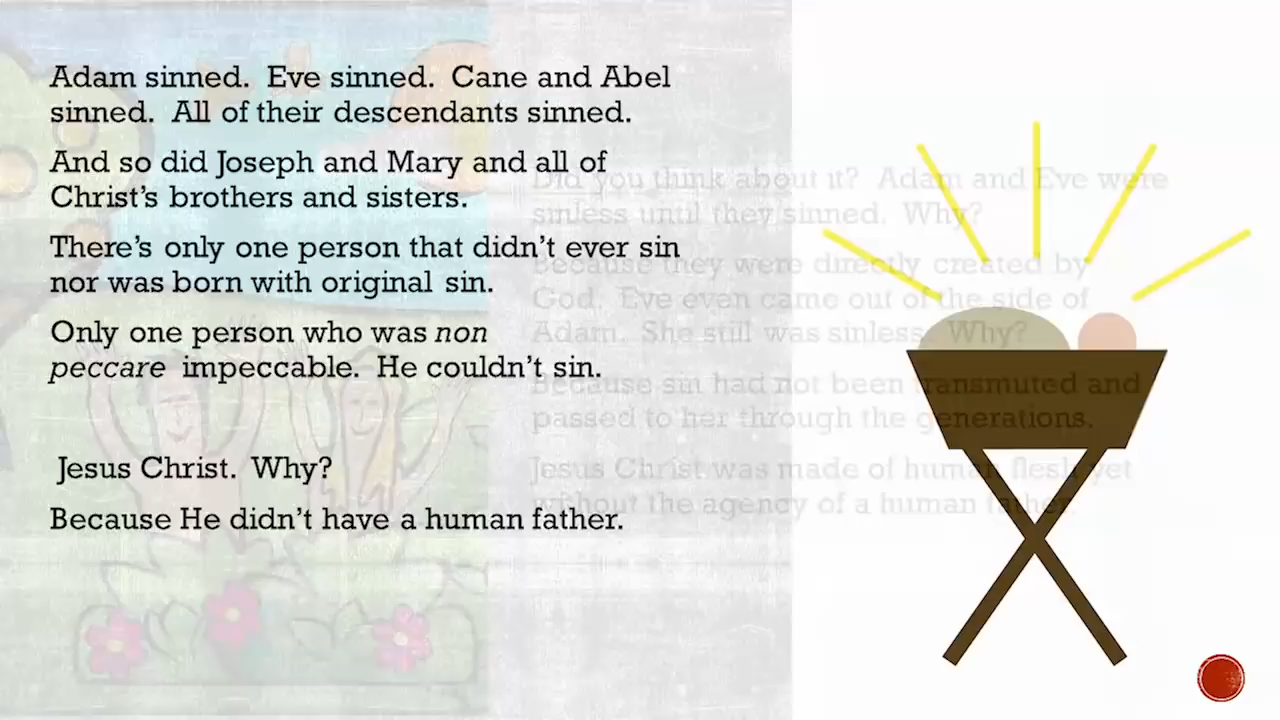 Adam sinned.  Eve sinned.  Cane and Abel
sinned.  All of their descendants sinned.
And so did Joseph and Mary and all of
Christ’s brothers and sisters.
There’s only one person that didn’t ever sin
nor was born with original sin.
Only one person who was non
peccare impeccable.  He couldn’t sin.
Jesus Christ.  Why?
Because He didn’t have a human father.
Did you think about it?  Adam and Eve were
sinless until they sinned.  Why?
Because they were directly created by
God.  Eve even came out of the side of
Adam.  She still was sinless.  Why?
Because sin had not been transmuted and
passed to her through the generations.
Jesus Christ was made of human flesh yet
without the agency of a human father.